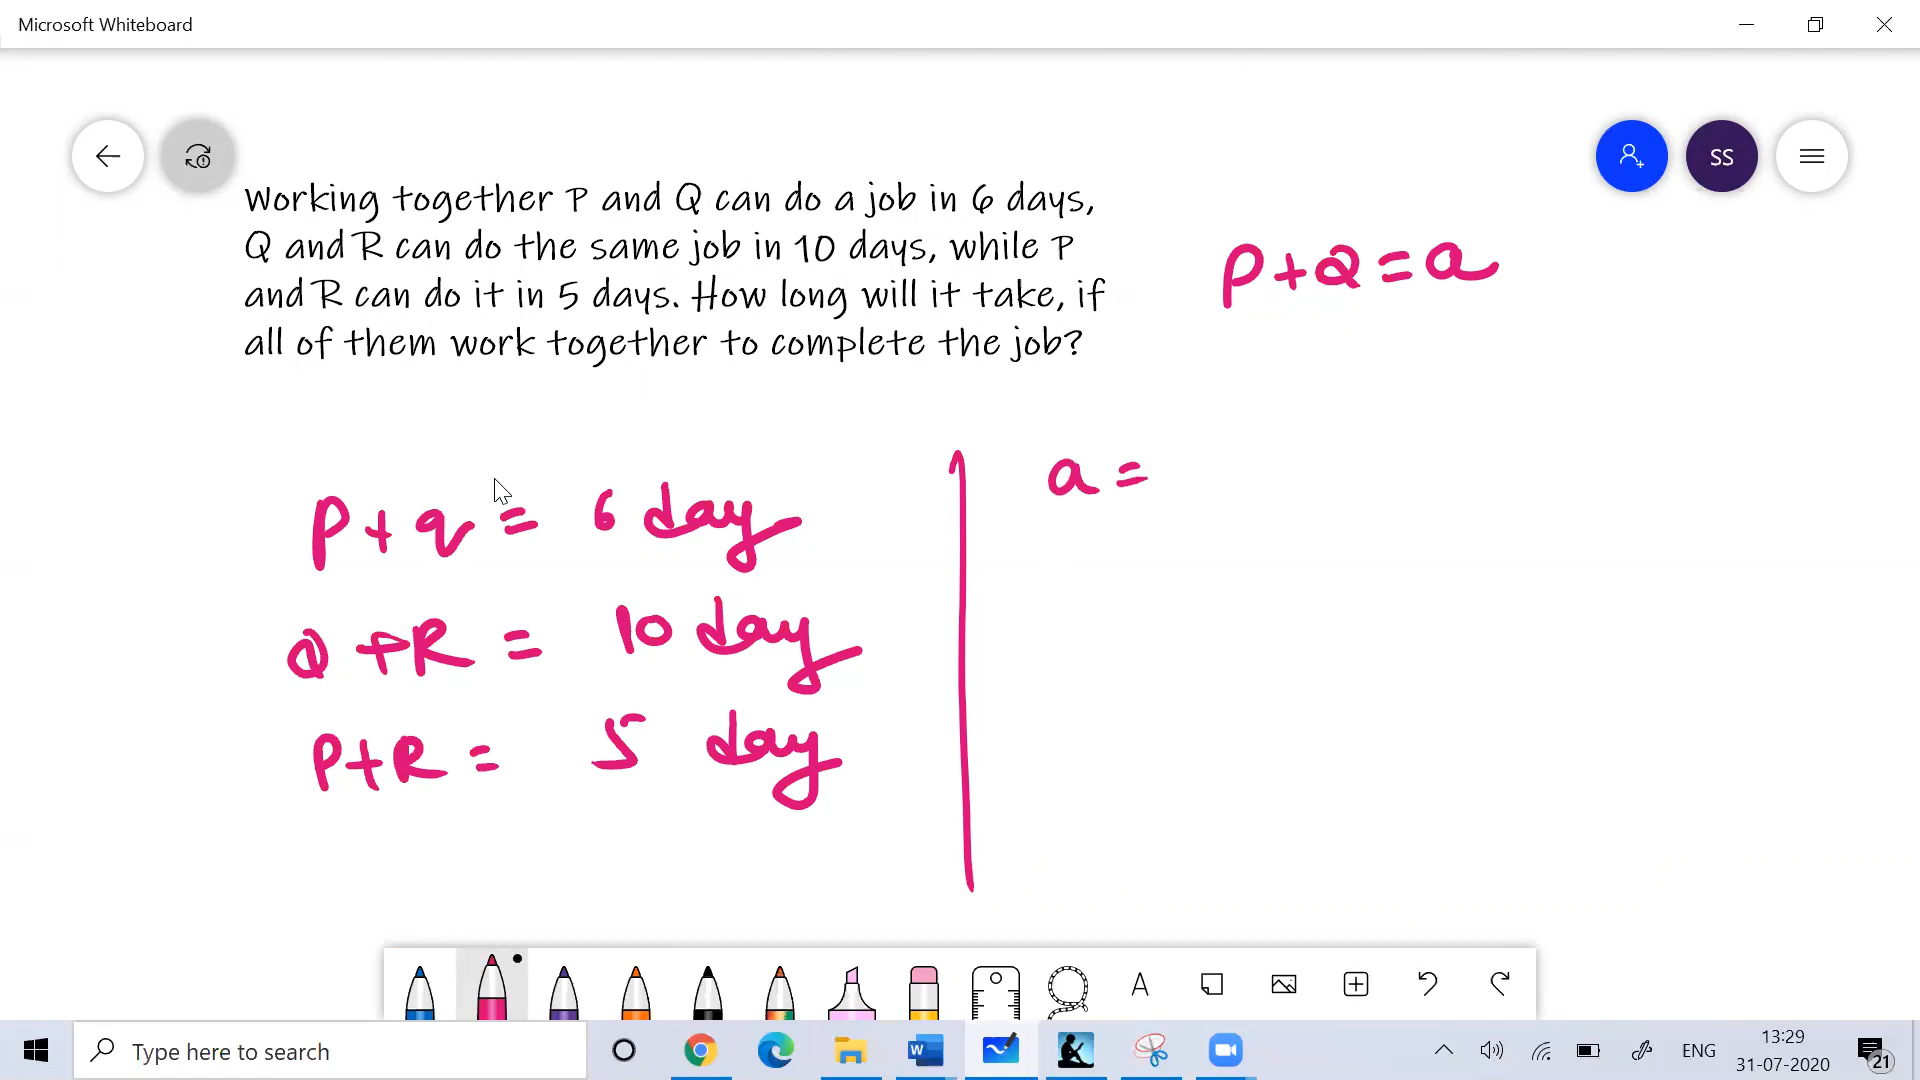 Microsoft Whiteboard
SS
Working together P and Q can do a job in 6 days,
Q and R can do the same job in 10 days, while P
and R can do it in 5 days. How long will it take, if
all of them work together to complete the job?
P+Q=a
P+q= 6 day
Q+R= 10 day
P+R= 5 day
a=
A
Type here to search
W
ENG
13:29
31-07-2020
21